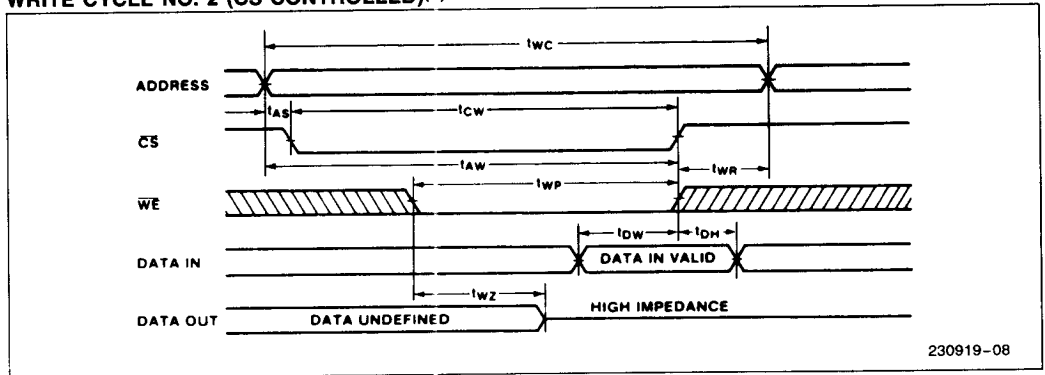 WRITE CYCLE NO. 2 (CS CONTROLLED)
tWC
ADDRESS
tAS
tCW
CS
tAW
tWR
tWP
WE
tDW
tDH
DATA IN
DATA IN VALID
tWZ
DATA OUT
DATA UNDEFINED
HIGH IMPEDANCE
230919-08